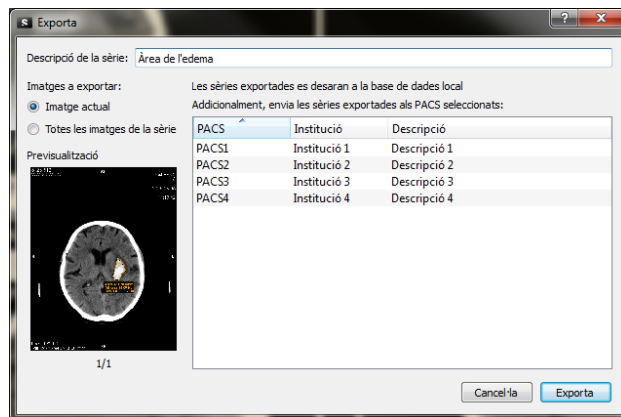 Exporta
Descripció de la sèrie: Àrea de l'edema
Imatges a exportar:
Imatge actual
Totes les imatges de la sèrie
Previsualització
1/1
Les sèries exportades es desaran a la base de dades local
Addicionalment, envia les sèries exportades als PACS seleccionats:
PACS Institució Descripció
PACS1 Institució 1 Descripció 1
PACS2 Institució 2 Descripció 2
PACS3 Institució 3 Descripció 3
PACS4 Institució 4 Descripció 4
Cancel·la Exporta